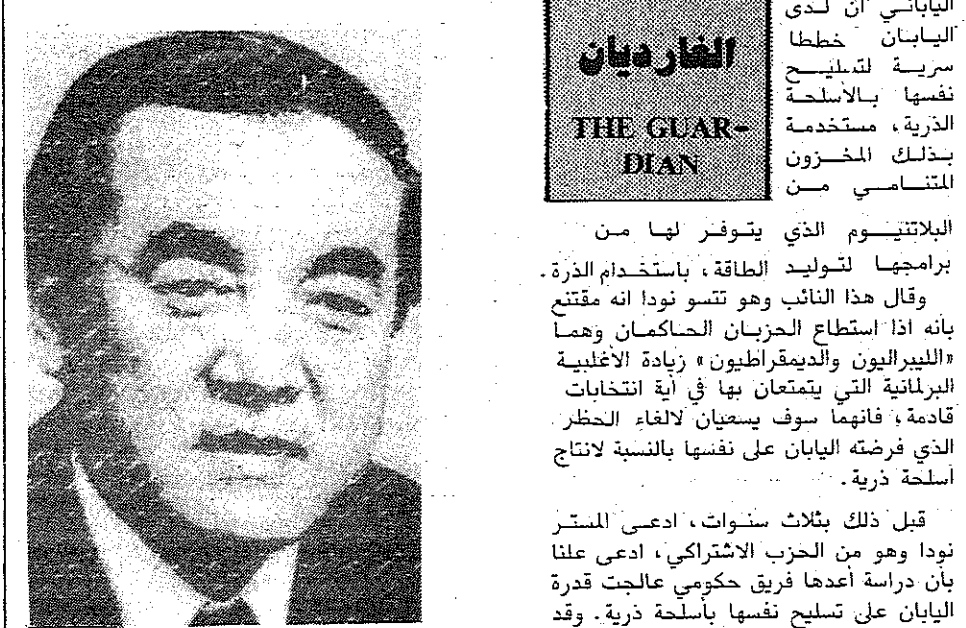 الغارديان
THE GUAR-
DIAN
الياباني ان لدى
اليابان خططا
سرية لتسليح
نفسها بالأسلحة
الذرية، مستخدمة
بذلك المخزون
المتنامي من
البلاتنيوم الذي يتوفر لها من
برامجها لتوليد الطاقة، باستخدام الذرة.
وقال هذا النائب وهو تتسو نودا انه مقتنع
بأنه اذا استطاع الحزبان الحاكمان وهما
«الليبراليون والديمقراطيون» زيادة الأغلبية
البرلمانية التي يتمتعان بها في أية انتخابات
قادمة، فانهما سوف يسعيان لالغاء الحظر
الذي فرضته اليابان على نفسها بالنسبة لانتاج
أسلحة ذرية.
قبل ذلك بثلاث سنوات، ادعى المستر
نودا وهو من الحزب الاشتراكي، ادعى علنا
بأن دراسة أعدها فريق حكومي عالجت قدرة
اليابان على تسليح نفسها بأسلحة ذرية. وقد